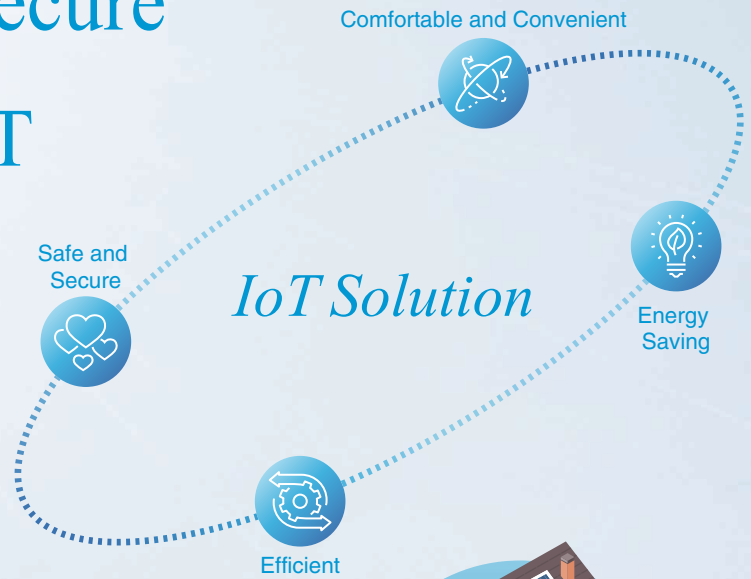 ecure
T
Comfortable and Convenient
Safe and
Secure
IoT Solution
Energy
Saving
Efficient